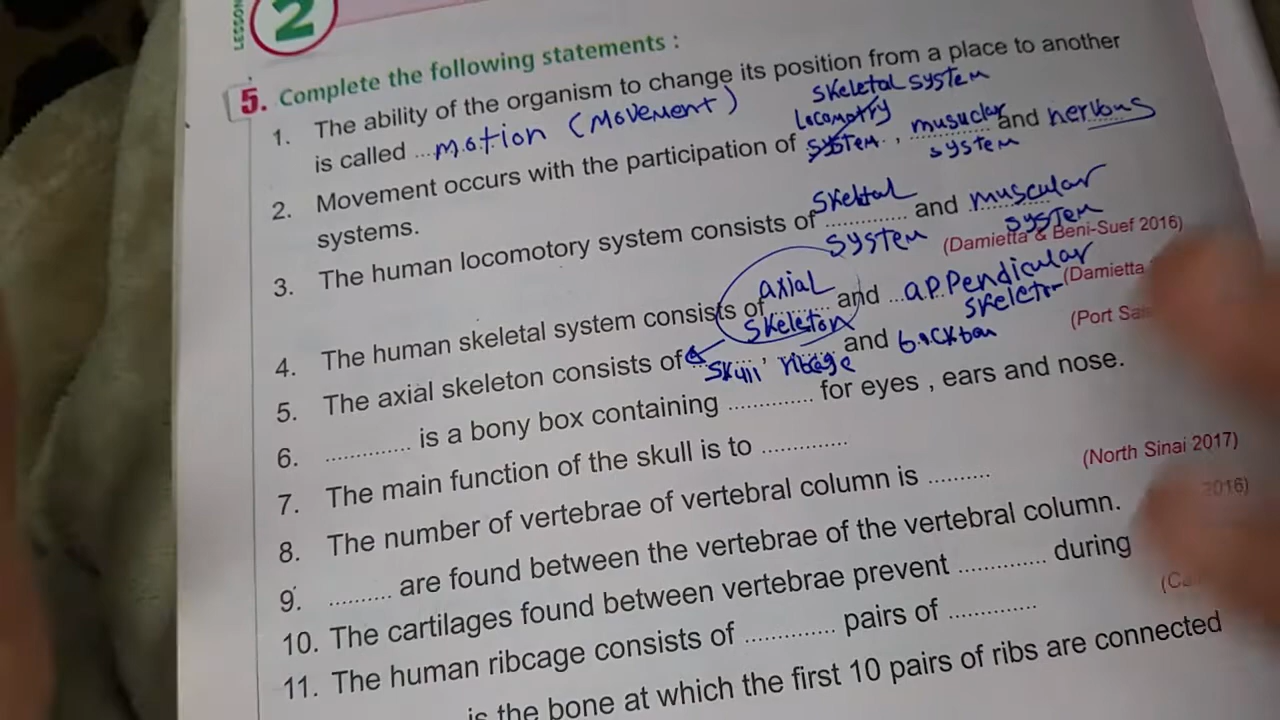 LESSON
2
5. Complete the following statements :
1. The ability of the organism to change its position from a place to another
is called ...motion (Movement)
skeletal system
locomotry
2. Movement occurs with the participation of system , musuclar and nervous
system
systems.
skeltal
3. The human locomotory system consists of ............. and muscular
system system
(Damietta & Beni-Suef 2016)
axial
4. The human skeletal system consists of ........ and ...appendicular
skeleton skeleton
(Damietta
5. The axial skeleton consists of skull , ribcage and backbon
(Port Sai
6. ............. is a bony box containing ............. for eyes , ears and nose.
7. The main function of the skull is to .............
8. The number of vertebrae of vertebral column is ..........
(North Sinai 2017)
2016)
9. .......... are found between the vertebrae of the vertebral column.
10. The cartilages found between vertebrae prevent ............. during
11. The human ribcage consists of ............. pairs of .............
is the bone at which the first 10 pairs of ribs are connected